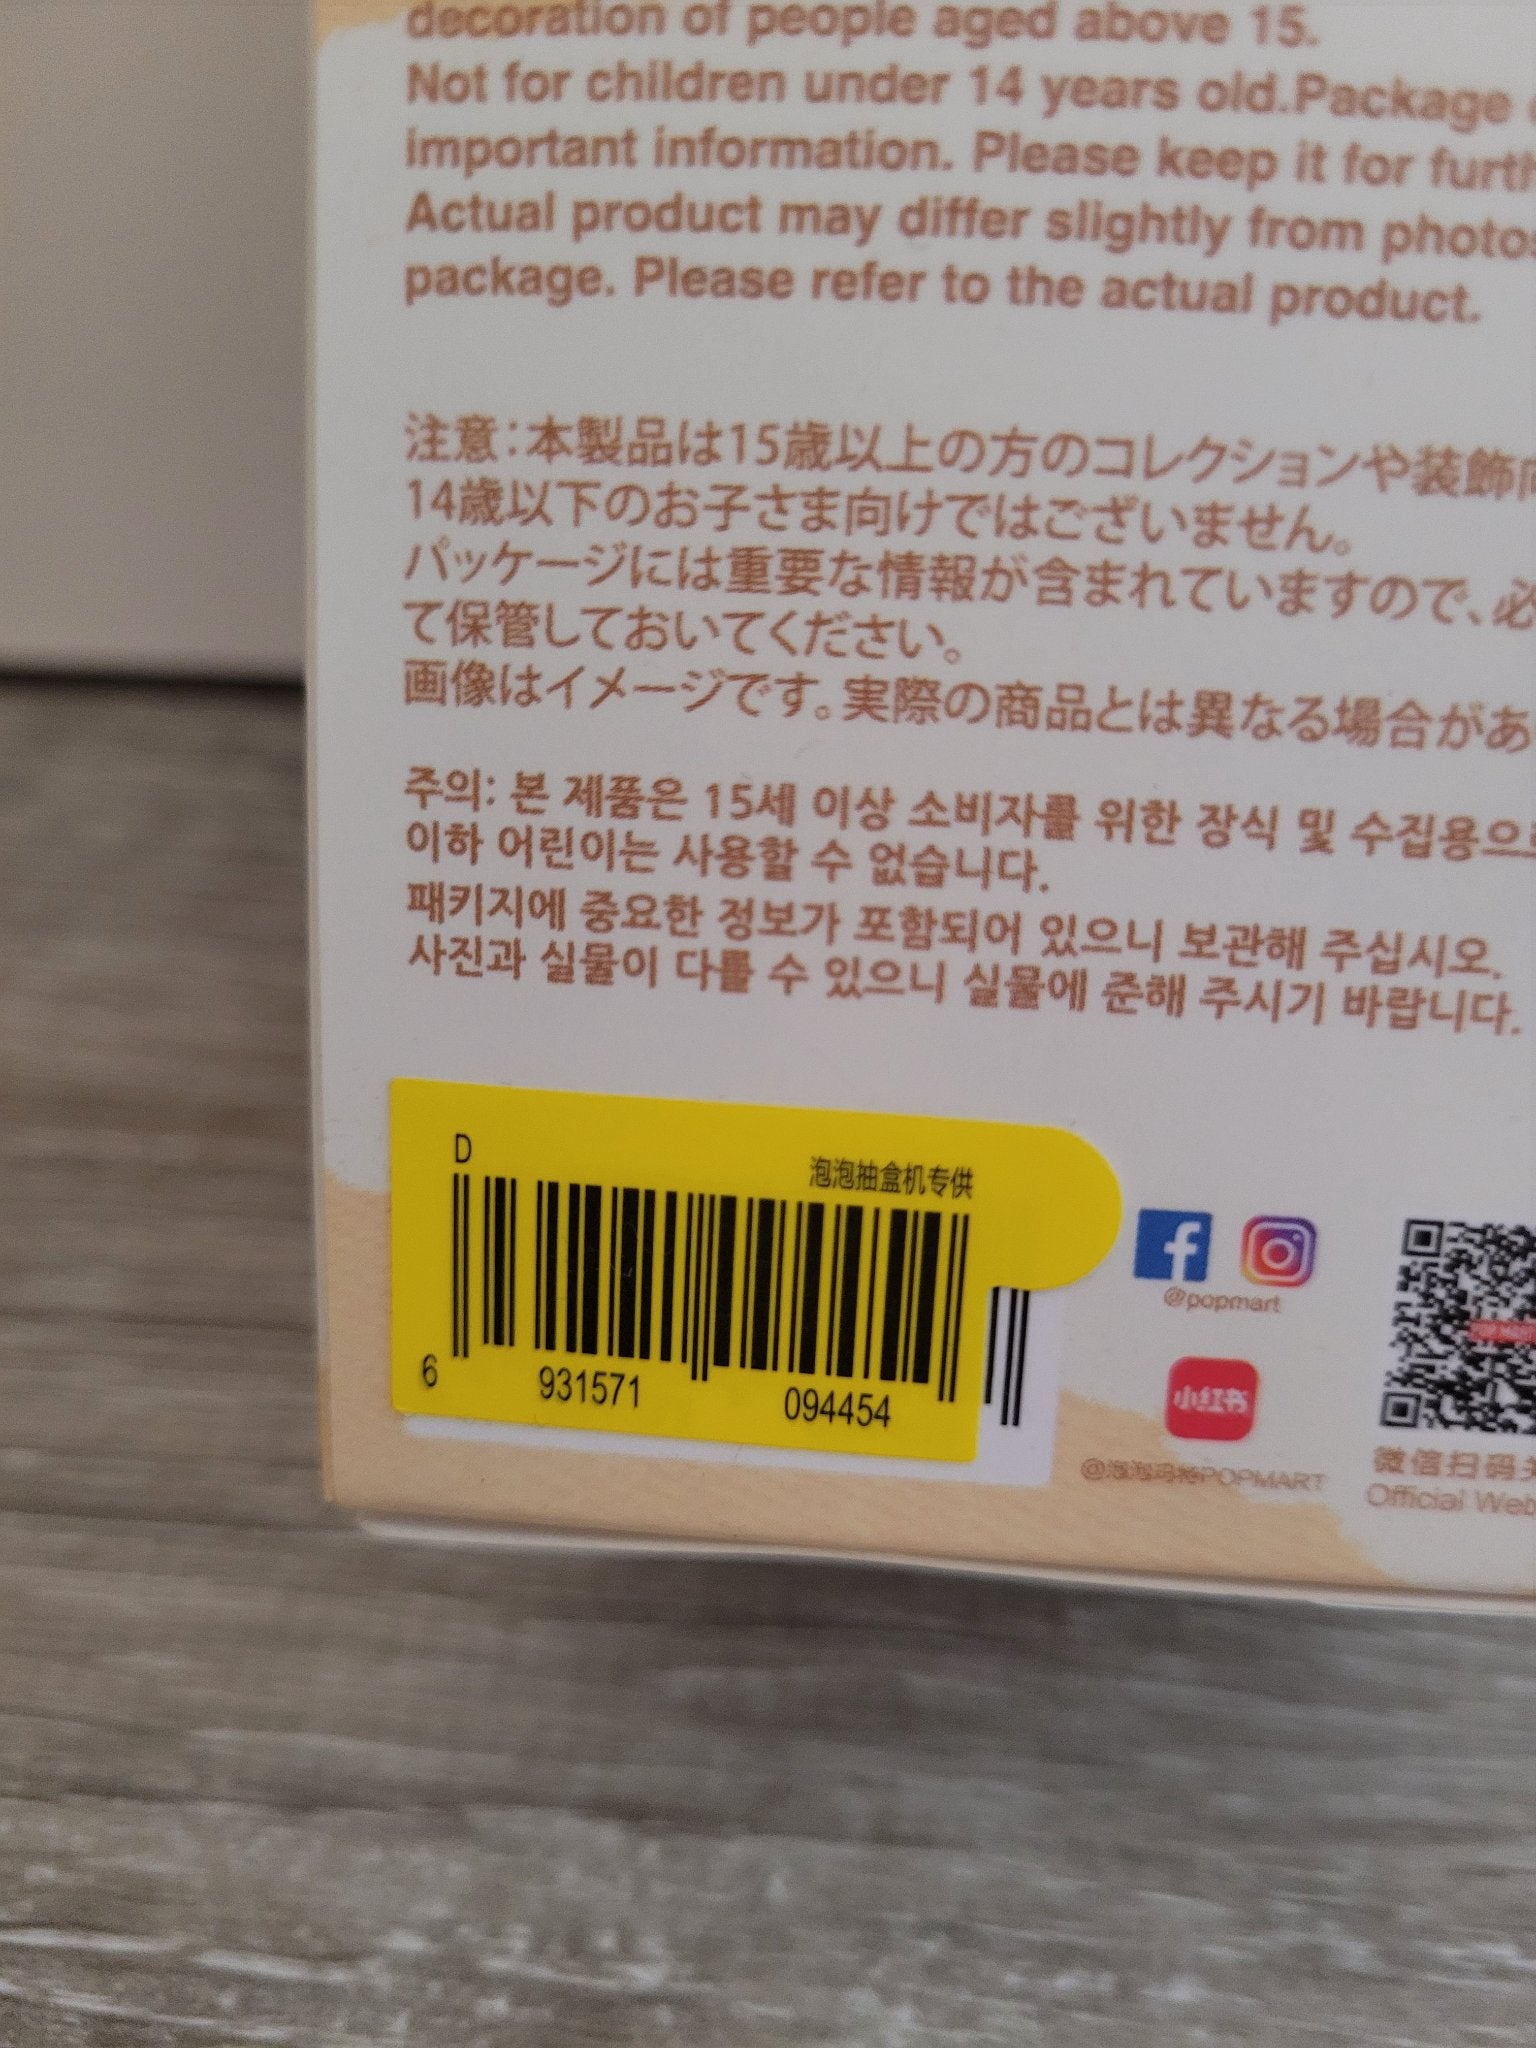 decoration of people aged above 15.
Not for children under 14 years old.Package
important information. Please keep it for furth
Actual product may differ slightly from photos
package. Please refer to the actual product.
注意：本製品は15歳以上の方のコレクションや装飾向
14歳以下のお子さま向けではございません。
パッケージには重要な情報が含まれていますので、必
て保管しておいてください。
画像はイメージです。実際の商品とは異なる場合があ
주의: 본 제품은 15세 이상 소비자를 위한 장식 및 수집용으로
이하 어린이는 사용할 수 없습니다.
패키지에 중요한 정보가 포함되어 있으니 보관해 주십시오.
사진과 실물이 다를 수 있으니 실물에 준해 주시기 바랍니다.
D
泡泡抽盒机专供
6 931571 094454
@popmart
小红书
@泡泡玛特POPMART
微信扫码关
Official Web